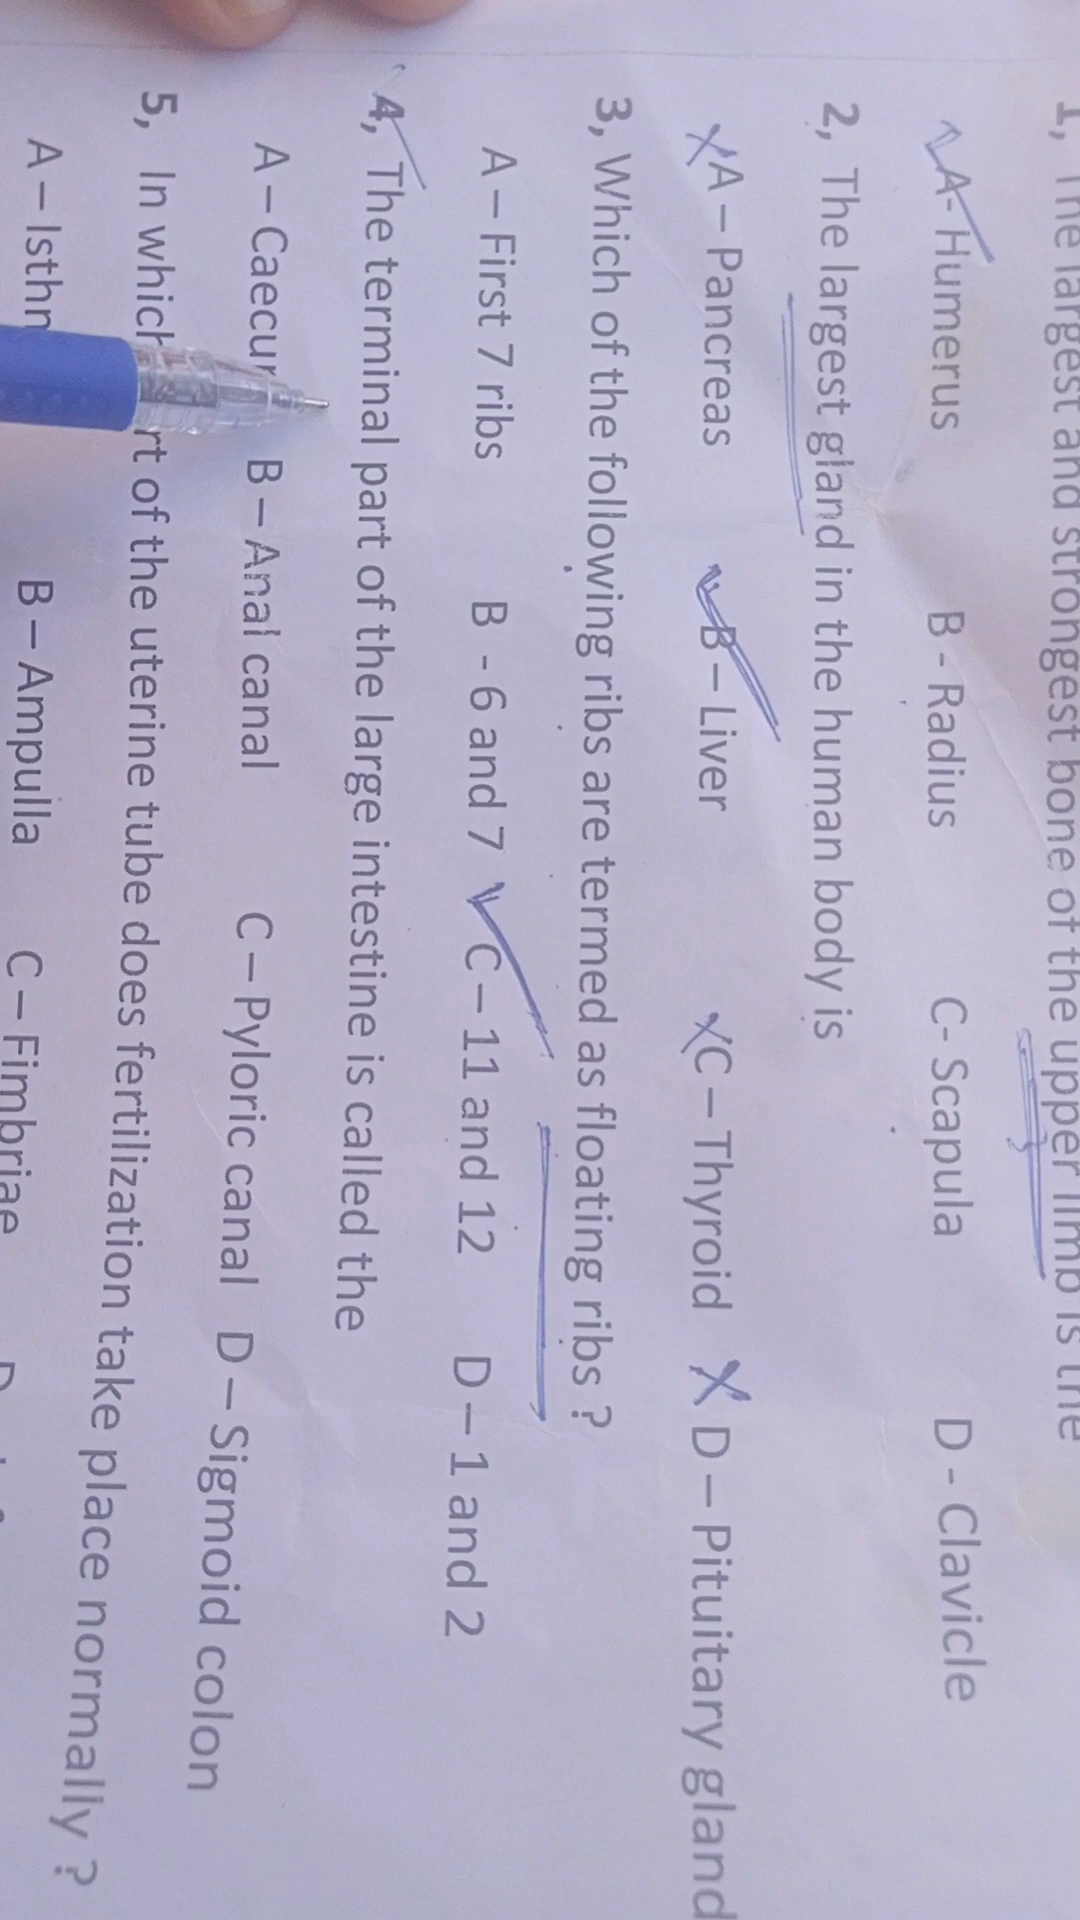 1, The largest and strongest bone of the upper limb is the
A- Humerus B - Radius C- Scapula D - Clavicle
2, The largest gland in the human body is
A – Pancreas B – Liver C – Thyroid D – Pituitary gland
3, Which of the following ribs are termed as floating ribs ?
A – First 7 ribs B - 6 and 7 C – 11 and 12 D – 1 and 2
4, The terminal part of the large intestine is called the
A – Caecum B – Anal canal C – Pyloric canal D – Sigmoid colon
5, In which part of the uterine tube does fertilization take place normally ?
B – Ampulla C – Fimbriae